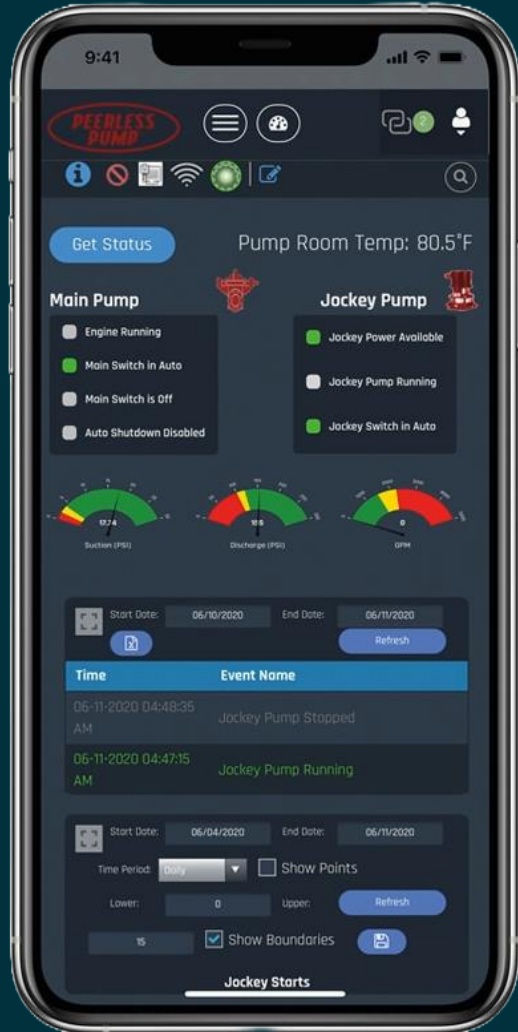 9:41
PEERLESS
PUMP
2
Get Status
Pump Room Temp: 80.5°F
Main Pump
Engine Running
Main Switch in Auto
Main Switch is Off
Auto Shutdown Disabled
Jockey Pump
Jockey Power Available
Jockey Pump Running
Jockey Switch in Auto
17.74
Suction (PSI)
Discharge (PSI)
0
GPM
Start Date: 06/10/2020 End Date: 06/11/2020
Refresh
Time Event Name
06-11-2020 04:48:35
AM
Jockey Pump Stopped
06-11-2020 04:47:15
AM
Jockey Pump Running
Start Date: 06/04/2020 End Date: 06/11/2020
Time Period: Daily Show Points
Lower: 0 Upper: Refresh
15 Show Boundaries
Jockey Starts